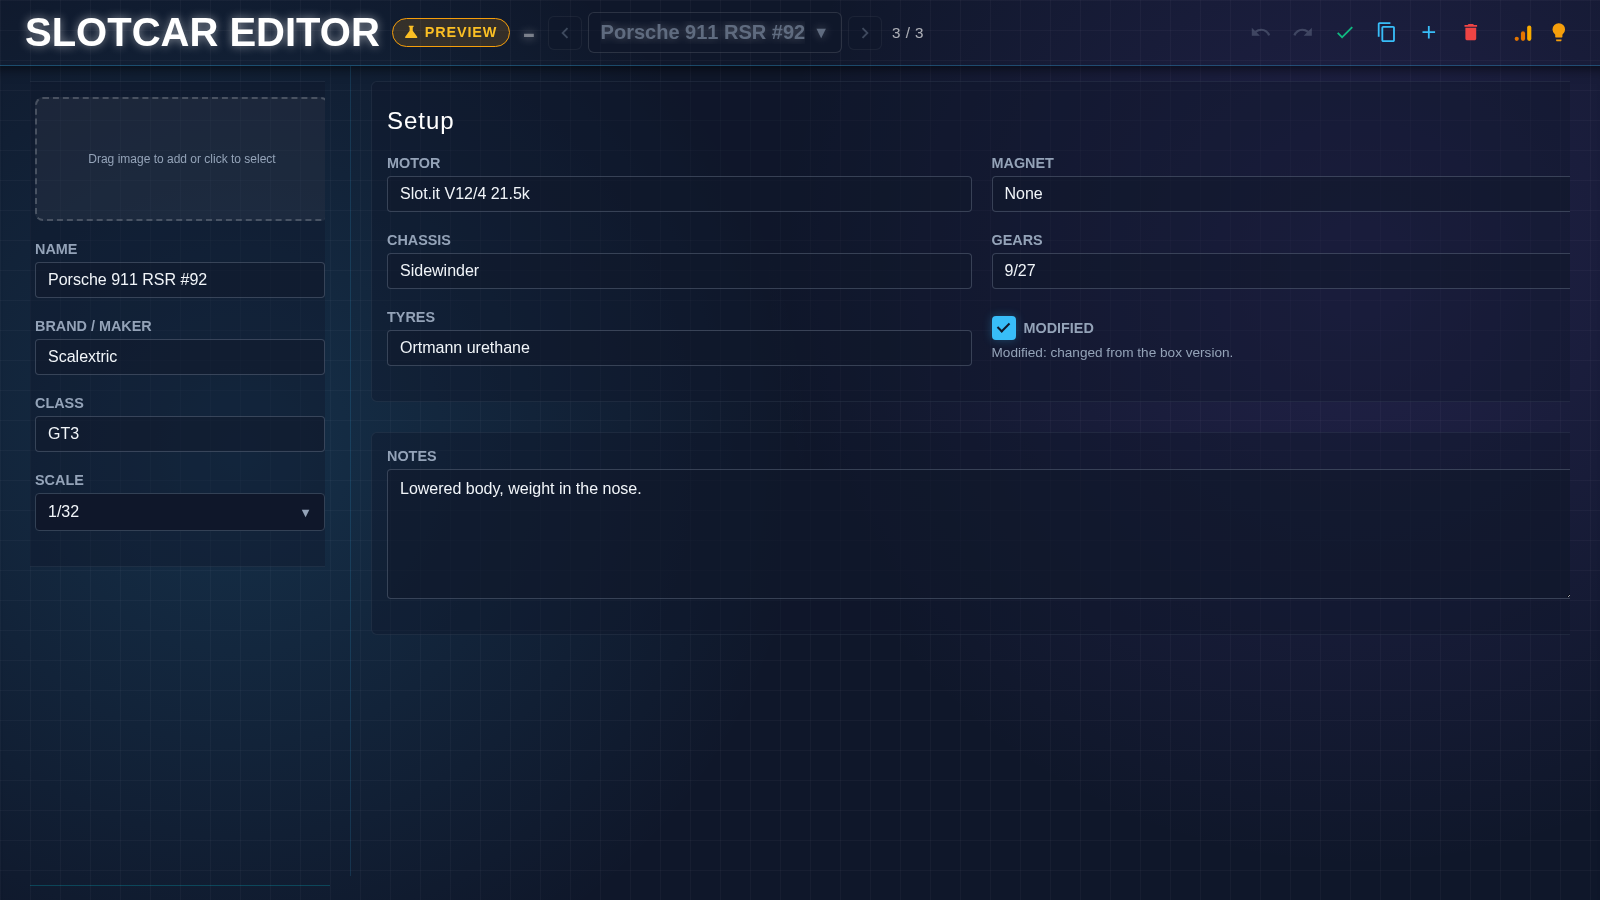 SLOTCAR EDITOR PREVIEW - Porsche 911 RSR #92 3 / 3
Drag image to add or click to select
NAME
Porsche 911 RSR #92
BRAND / MAKER
Scalextric
CLASS
GT3
SCALE
1/32
Setup
MOTOR
Slot.it V12/4 21.5k
MAGNET
None
CHASSIS
Sidewinder
GEARS
9/27
TYRES
Ortmann urethane
MODIFIED
Modified: changed from the box version.
NOTES
Lowered body, weight in the nose.